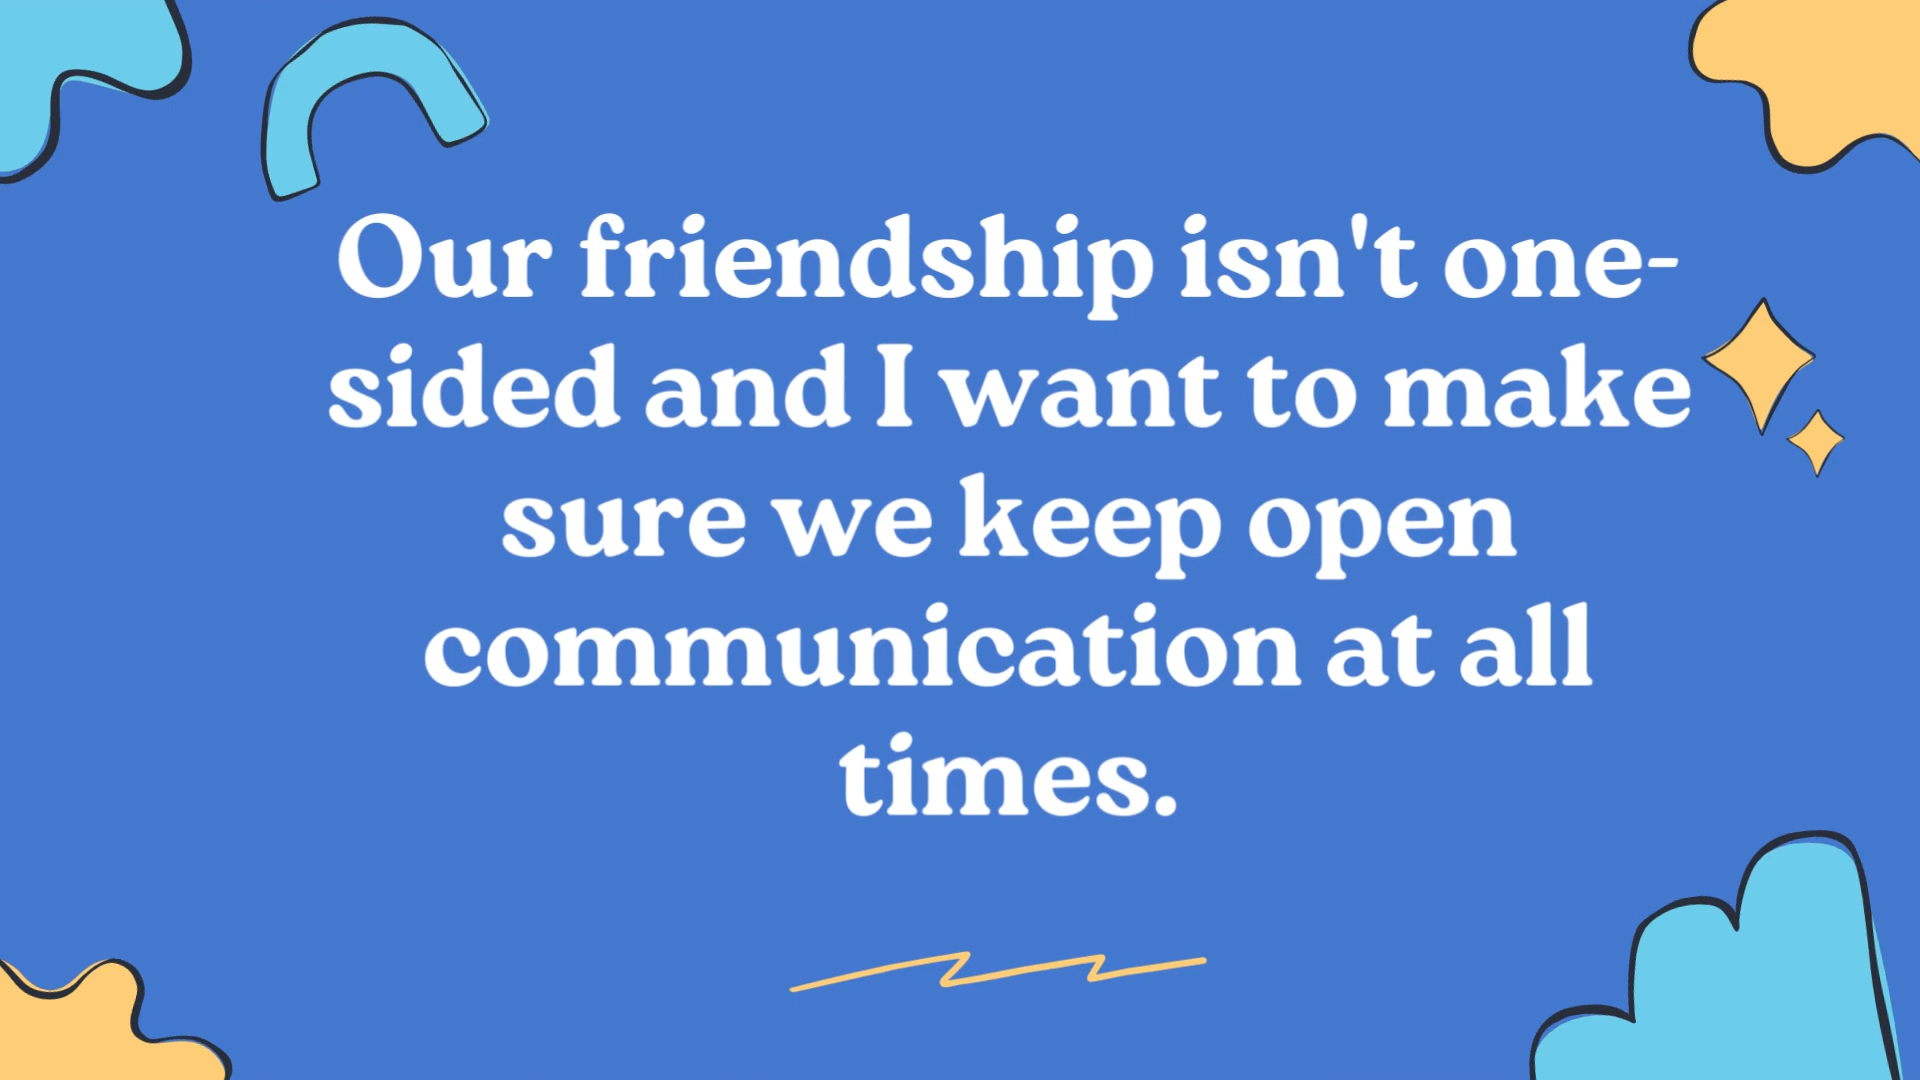 Our friendship isn't one-
sided and I want to make
sure we keep open
communication at all
times.